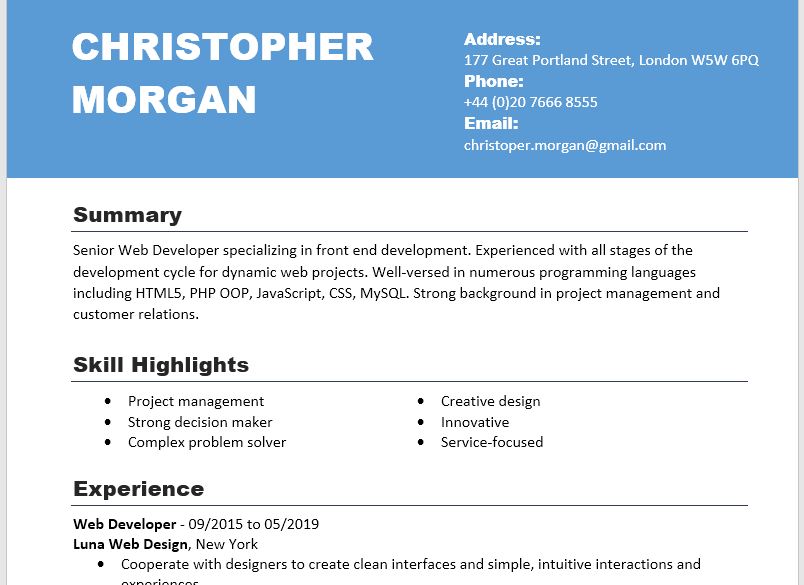 CHRISTOPHER
MORGAN
Address:
177 Great Portland Street, London W5W 6PQ
Phone:
+44 (0)20 7666 8555
Email:
christoper.morgan@gmail.com
Summary
Senior Web Developer specializing in front end development. Experienced with all stages of the
development cycle for dynamic web projects. Well-versed in numerous programming languages
including HTML5, PHP OOP, JavaScript, CSS, MySQL. Strong background in project management and
customer relations.
Skill Highlights
• Project management
• Strong decision maker
• Complex problem solver
• Creative design
• Innovative
• Service-focused
Experience
Web Developer - 09/2015 to 05/2019
Luna Web Design, New York
• Cooperate with designers to create clean interfaces and simple, intuitive interactions and
experiences.